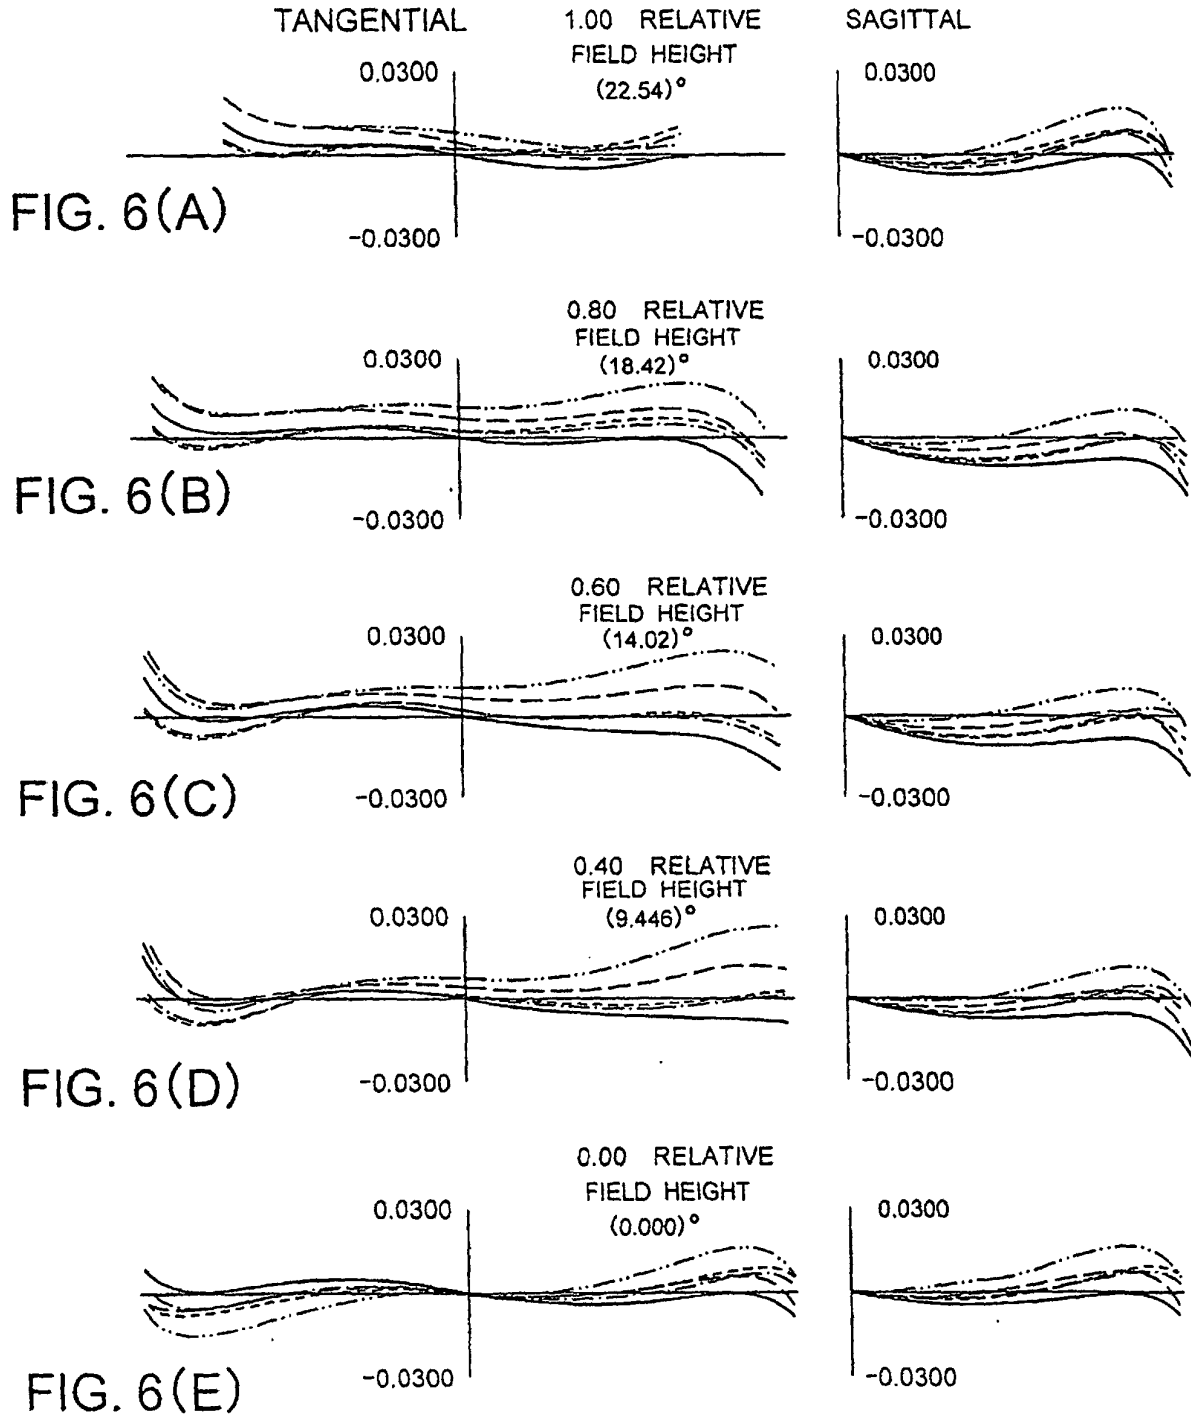 TANGENTIAL
1.00 RELATIVE
FIELD HEIGHT
(22.54)°
SAGITTAL
0.0300
0.0300
FIG. 6(A)
-0.0300
-0.0300
0.80 RELATIVE
FIELD HEIGHT
(18.42)°
0.0300
0.0300
FIG. 6(B)
-0.0300
-0.0300
0.60 RELATIVE
FIELD HEIGHT
(14.02)°
0.0300
0.0300
FIG. 6(C)
-0.0300
-0.0300
0.40 RELATIVE
FIELD HEIGHT
(9.446)°
0.0300
0.0300
FIG. 6(D)
-0.0300
-0.0300
0.00 RELATIVE
FIELD HEIGHT
(0.000)°
0.0300
0.0300
FIG. 6(E)
-0.0300
-0.0300